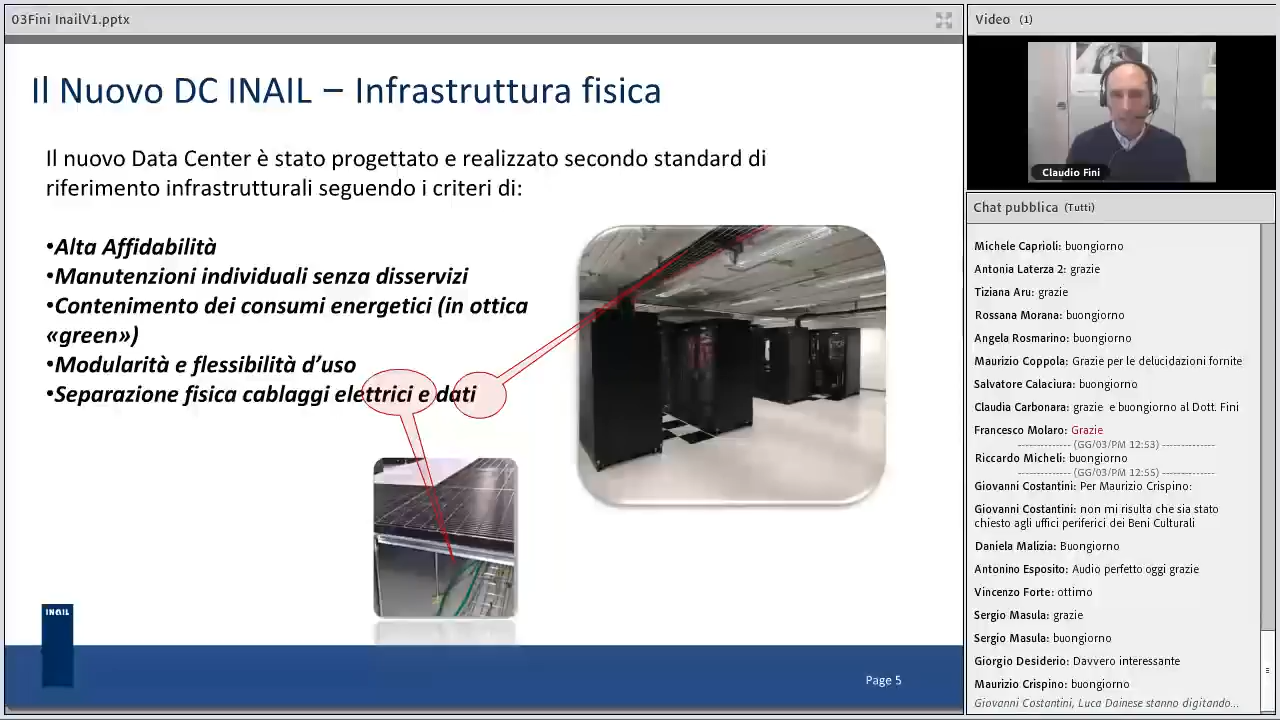 03Fini InailV1.pptx
Il Nuovo DC INAIL – Infrastruttura fisica
Il nuovo Data Center è stato progettato e realizzato secondo standard di
riferimento infrastrutturali seguendo i criteri di:
•Alta Affidabilità
•Manutenzioni individuali senza disservizi
•Contenimento dei consumi energetici (in ottica
«green»)
•Modularità e flessibilità d’uso
•Separazione fisica cablaggi elettrici e dati
INAIL
Page 5
Video (1)
Claudio Fini
Chat pubblica (Tutti)
Michele Caprioli: buongiorno
Antonia Laterza 2: grazie
Tiziana Aru: grazie
Rossana Morana: buongiorno
Angela Rosmarino: buongiorno
Maurizio Coppola: Grazie per le delucidazioni fornite
Salvatore Calaciura: buongiorno
Claudia Carbonara: grazie e buongiorno al Dott. Fini
Francesco Molaro: Grazie
-------------- (GG/03/PM 12:53) --------------
Riccardo Micheli: buongiorno
-------------- (GG/03/PM 12:55) --------------
Giovanni Costantini: Per Maurizio Crispino:
Giovanni Costantini: non mi risulta che sia stato
chiesto agli uffici periferici dei Beni Culturali
Daniela Malizia: Buongiorno
Antonino Esposito: Audio perfetto oggi grazie
Vincenzo Forte: ottimo
Sergio Masula: grazie
Sergio Masula: buongiorno
Giorgio Desiderio: Davvero interessante
Maurizio Crispino: buongiorno
Giovanni Costantini, Luca Dainese stanno digitando...